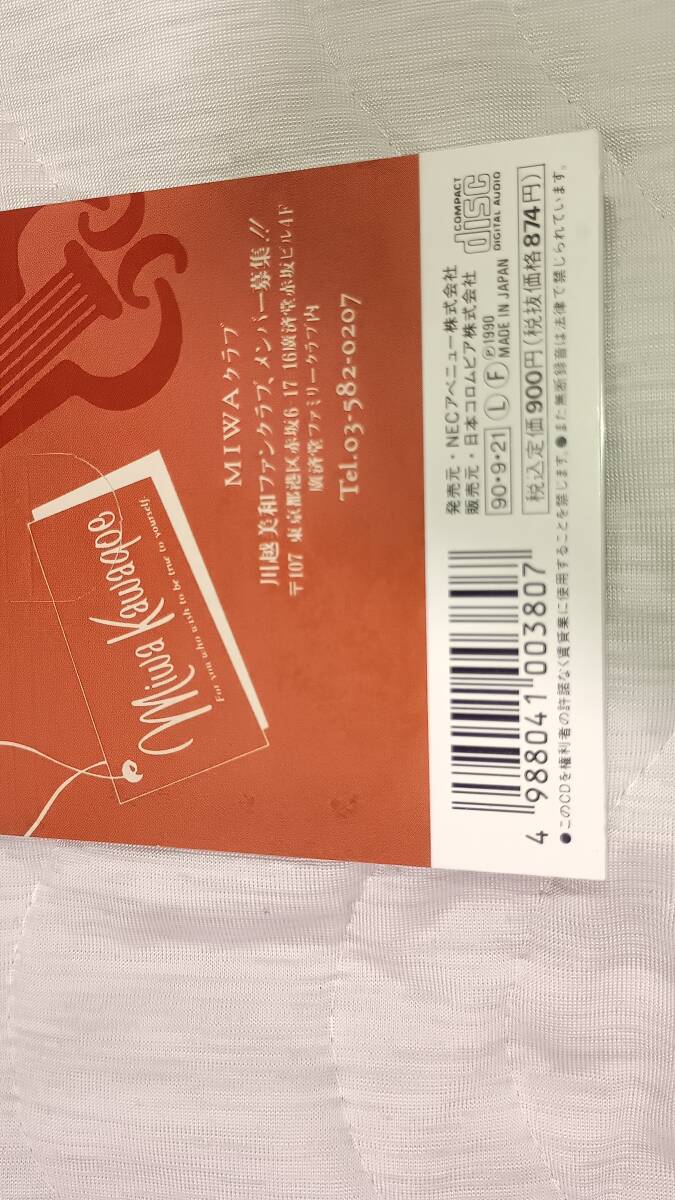 Miwa Kawagoe
For you who wish to be true to yourself.
MIWAクラブ
川越美和ファンクラブ、メンバー募集!!
〒107 東京都港区赤坂6 17 16廣済堂赤坂ビル4F
廣済堂ファミリークラブ内
Tel.03-582-0207
発売元・NECアベニュー株式会社
販売元・日本コロムビア株式会社
90・9・21 L F ℗1990
MADE IN JAPAN
COMPACT
disc
DIGITAL AUDIO
税込定価900円(税抜価格874円)
4 988041 003807
●このCDを権利者の許諾なく賃貸業に使用することを禁じます。●また無断録音は法律で禁じられています。